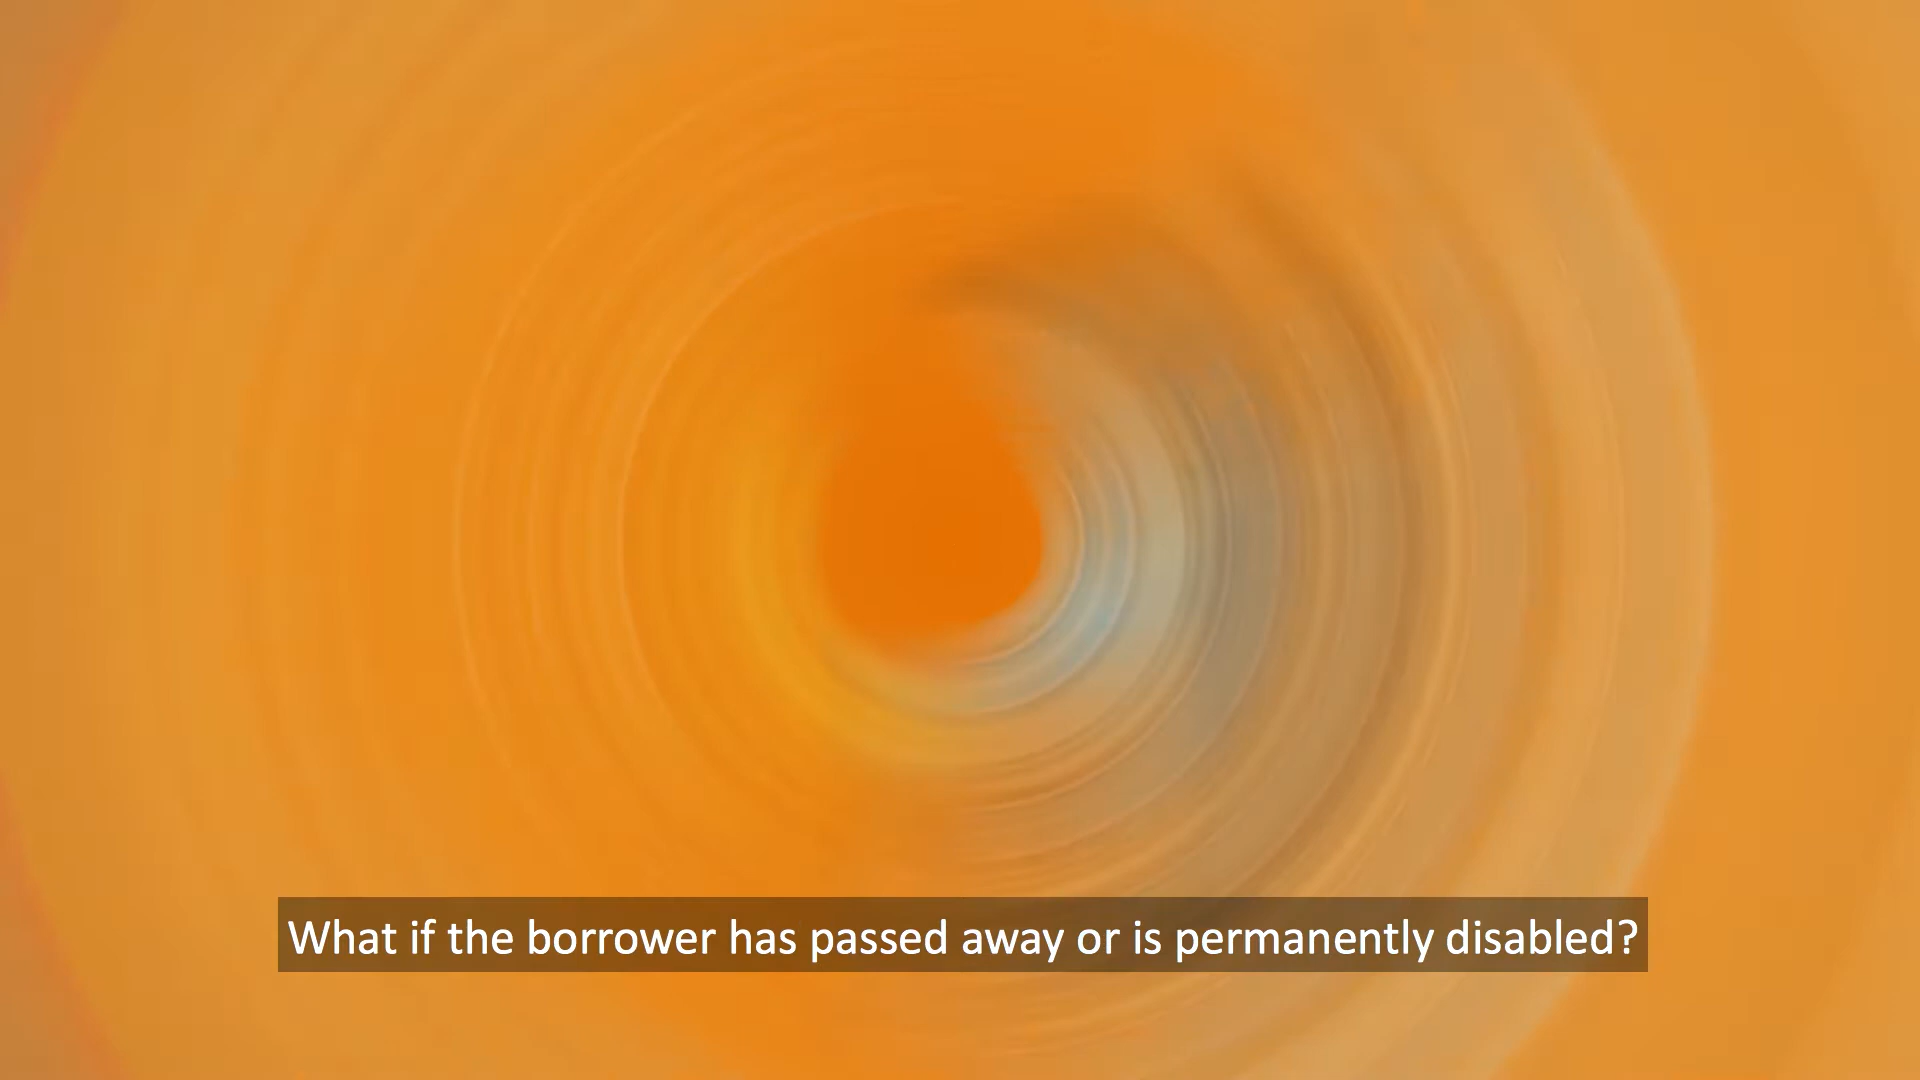 What if the borrower has passed away or is permanently disabled?